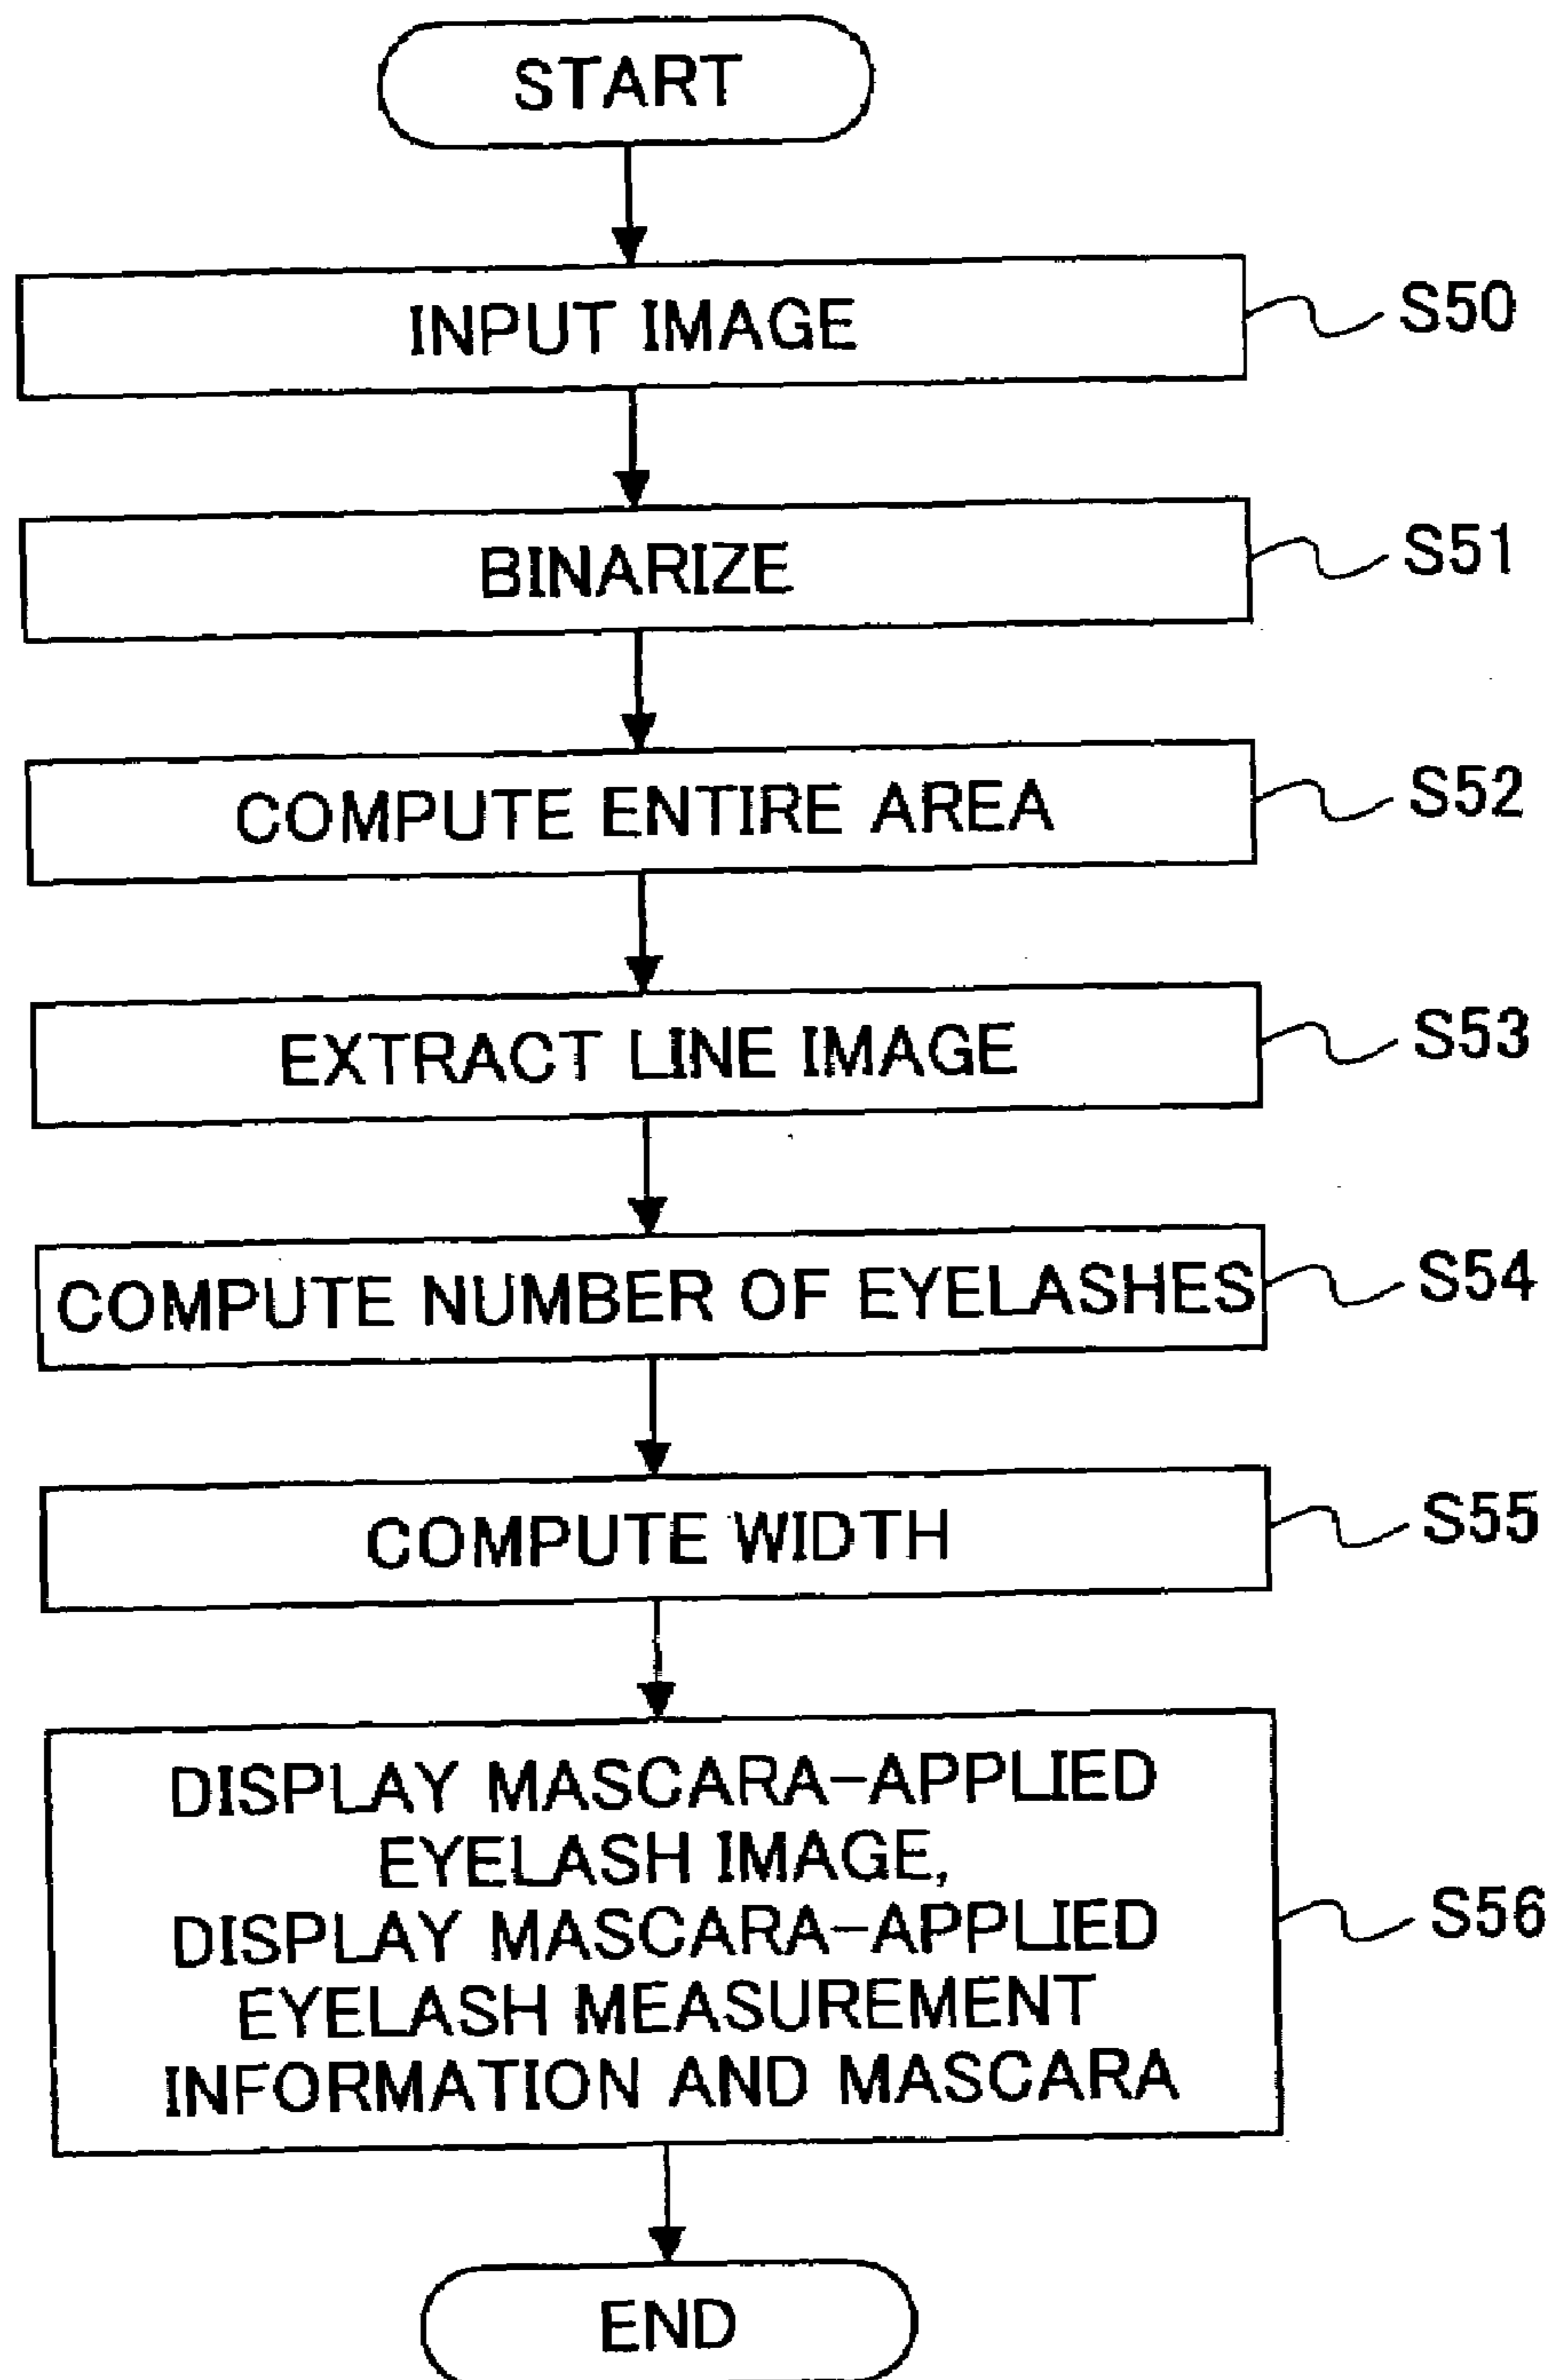 START
INPUT IMAGE
S50
BINARIZE
S51
COMPUTE ENTIRE AREA
S52
EXTRACT LINE IMAGE
S53
COMPUTE NUMBER OF EYELASHES
S54
COMPUTE WIDTH
S55
DISPLAY MASCARA-APPLIED
EYELASH IMAGE,
DISPLAY MASCARA-APPLIED
EYELASH MEASUREMENT
INFORMATION AND MASCARA
S56
END